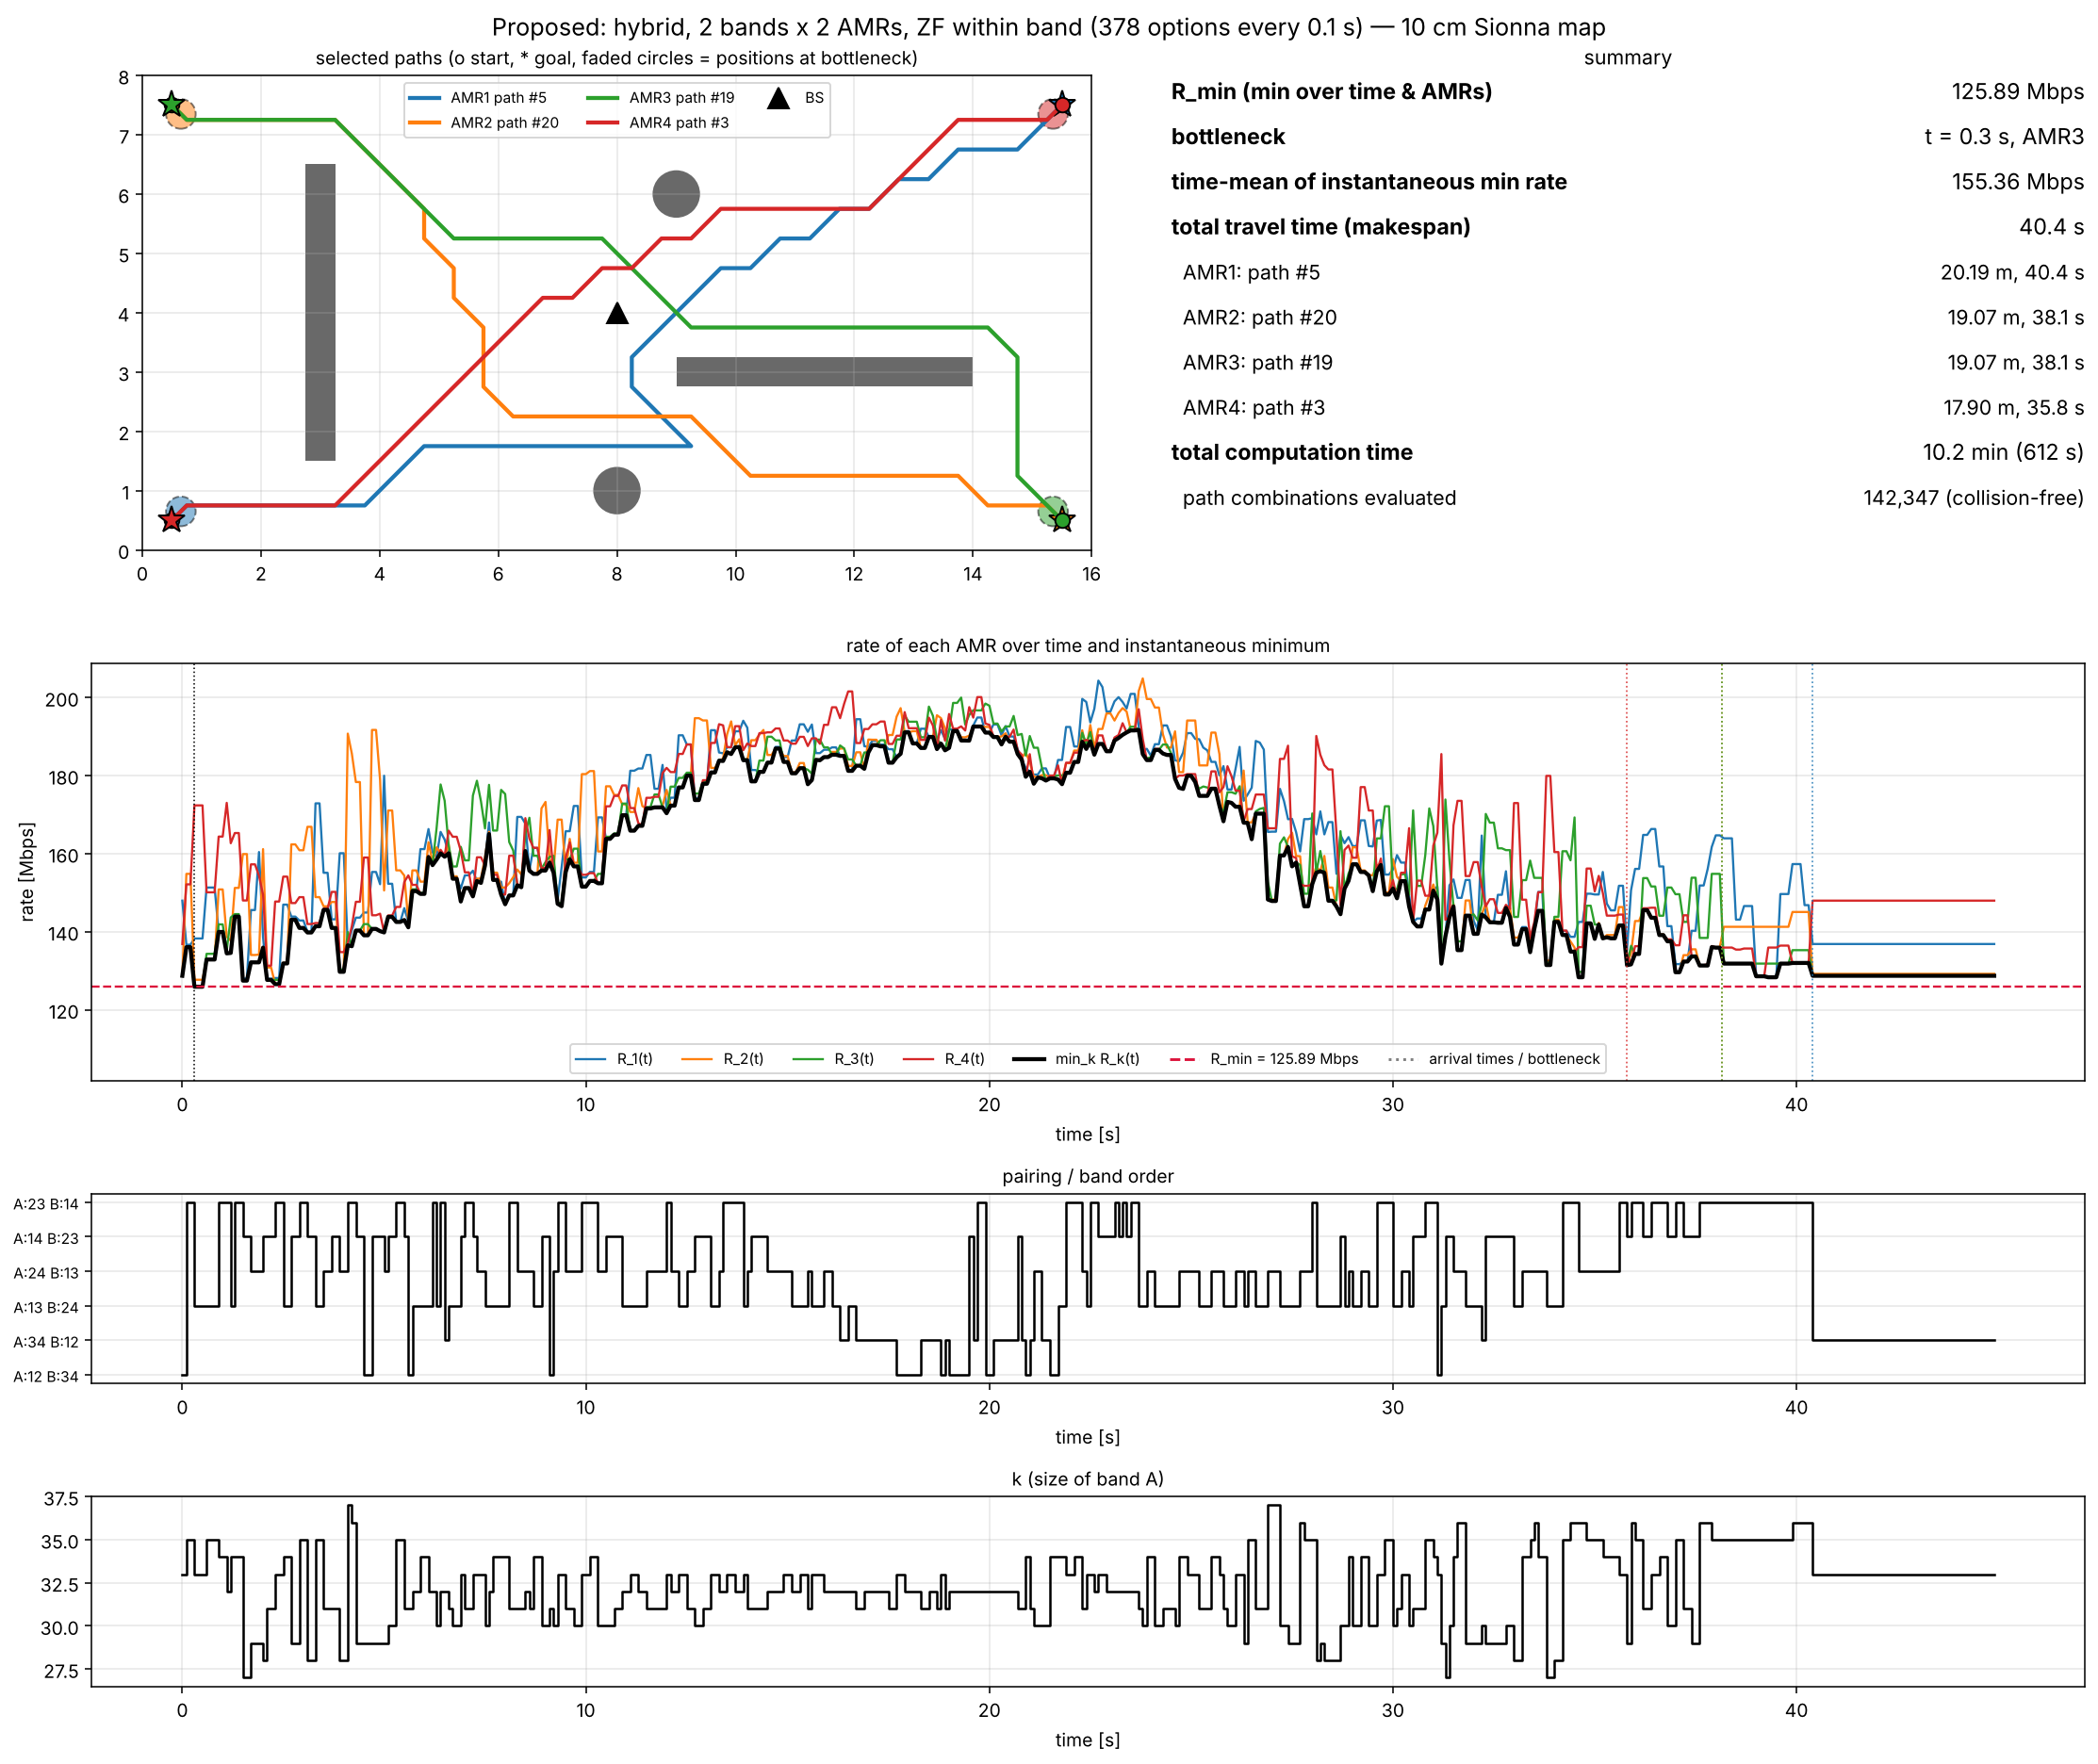 Proposed: hybrid, 2 bands x 2 AMRs, ZF within band (378 options every 0.1 s) — 10 cm Sionna map
selected paths (o start, * goal, faded circles = positions at bottleneck)
AMR1 path #5
AMR2 path #20
AMR3 path #19
AMR4 path #3
BS
8
7
6
5
4
3
2
1
0
0 2 4 6 8 10 12 14 16
summary
R_min (min over time & AMRs) 125.89 Mbps
bottleneck t = 0.3 s, AMR3
time-mean of instantaneous min rate 155.36 Mbps
total travel time (makespan) 40.4 s
AMR1: path #5 20.19 m, 40.4 s
AMR2: path #20 19.07 m, 38.1 s
AMR3: path #19 19.07 m, 38.1 s
AMR4: path #3 17.90 m, 35.8 s
total computation time 10.2 min (612 s)
path combinations evaluated 142,347 (collision-free)
rate of each AMR over time and instantaneous minimum
rate [Mbps]
200
180
160
140
120
R_1(t) R_2(t) R_3(t) R_4(t) min_k R_k(t) R_min = 125.89 Mbps arrival times / bottleneck
0 10 20 30 40
time [s]
pairing / band order
A:23 B:14
A:14 B:23
A:24 B:13
A:13 B:24
A:34 B:12
A:12 B:34
0 10 20 30 40
time [s]
k (size of band A)
37.5
35.0
32.5
30.0
27.5
0 10 20 30 40
time [s]